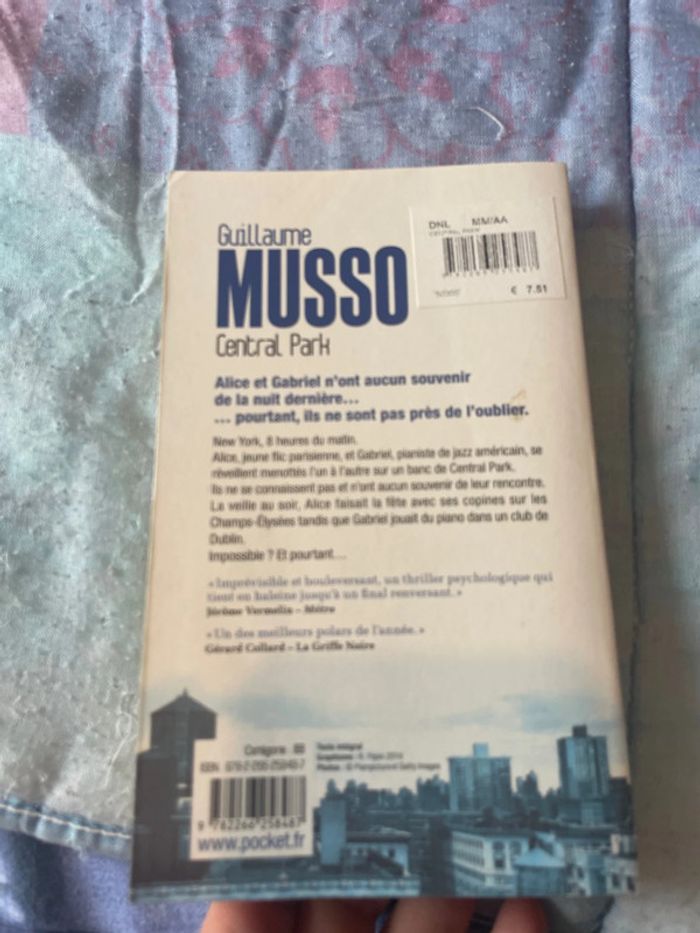 Guillaume
MUSSO
Central Park
DNL MM/AA
CENTRAL PARK
€ 7.51
Alice et Gabriel n'ont aucun souvenir
de la nuit dernière...
... pourtant, ils ne sont pas près de l'oublier.
New York, 8 heures du matin.
Alice, jeune flic parisienne, et Gabriel, pianiste de jazz américain, se
réveillent menottés l'un à l'autre sur un banc de Central Park.
Ils ne se connaissent pas et n'ont aucun souvenir de leur rencontre.
La veille au soir, Alice faisait la fête avec ses copines sur les
Champs-Élysées tandis que Gabriel jouait du piano dans un club de
Dublin.
Impossible ? Et pourtant...
« Imprévisible et bouleversant, un thriller psychologique qui
tient en haleine jusqu'à un final renversant. »
Jérôme Vermelin – Métro
« Un des meilleurs polars de l'année. »
Gérard Collard – La Griffe Noire
Texte intégral
ISBN
9 782266 258487
www.pocket.fr